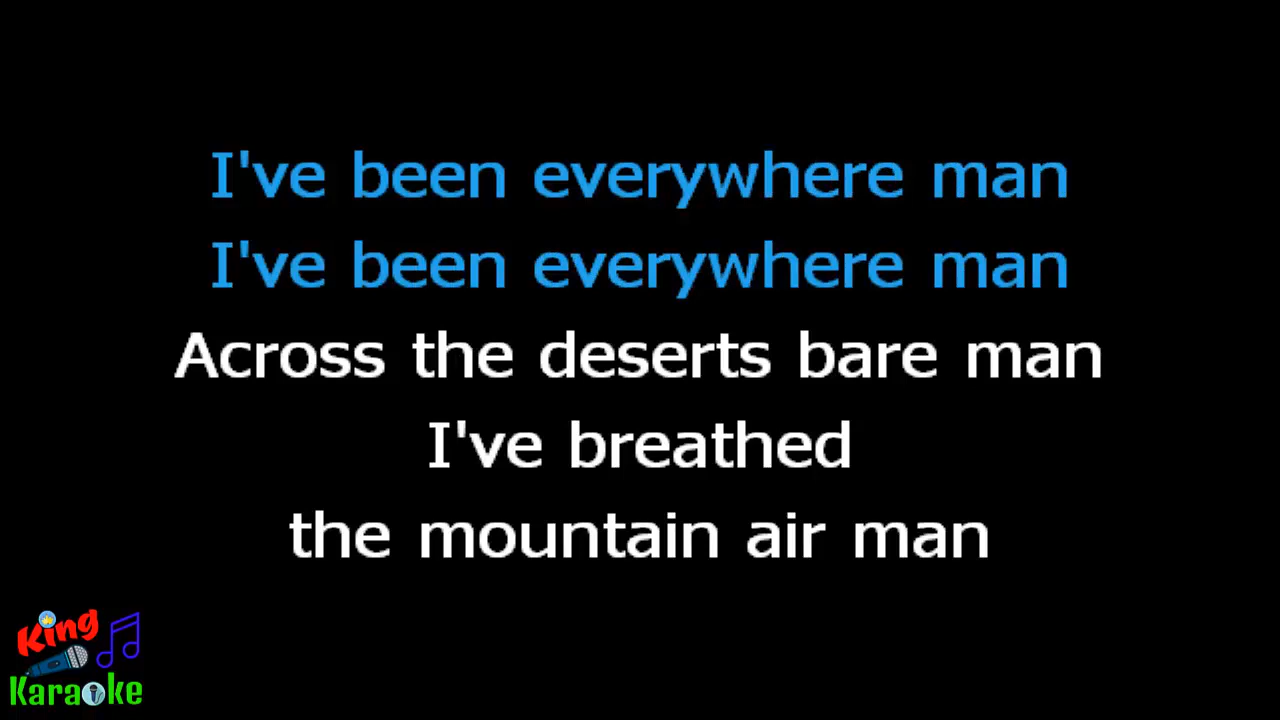 I've been everywhere man
I've been everywhere man
Across the deserts bare man
I've breathed
the mountain air man
King
Karaoke